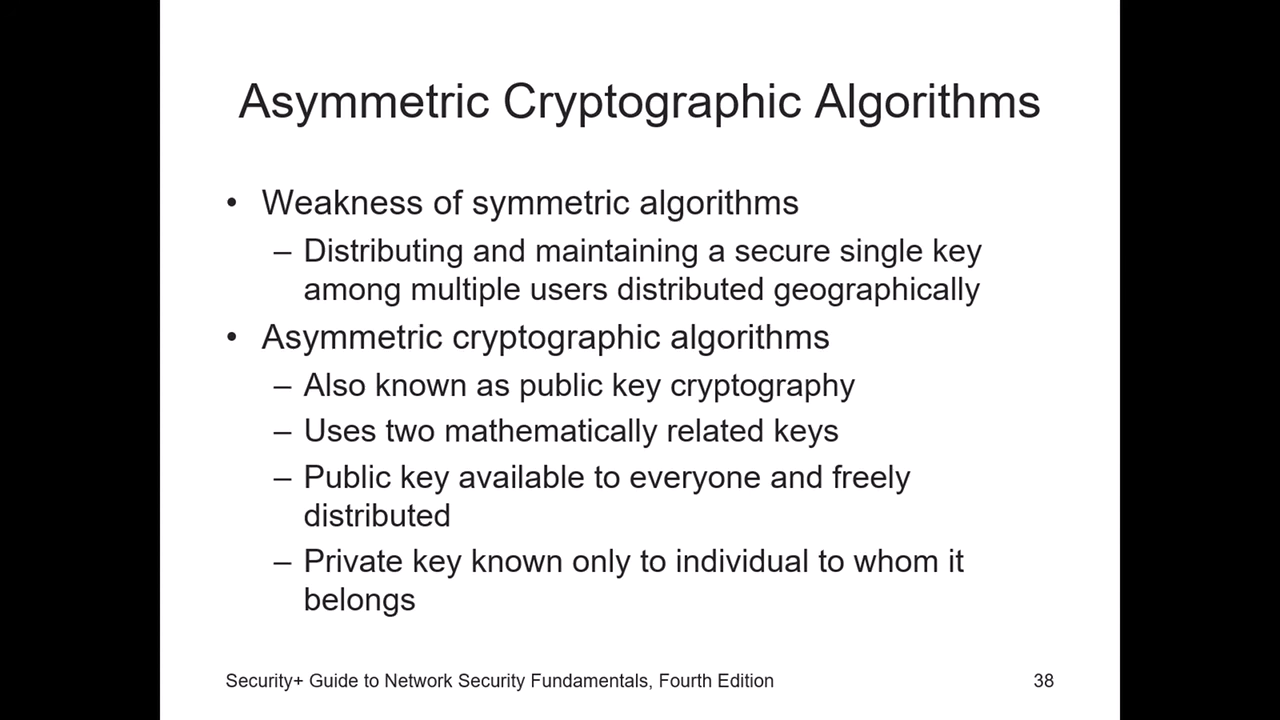 Asymmetric Cryptographic Algorithms
• Weakness of symmetric algorithms
– Distributing and maintaining a secure single key
among multiple users distributed geographically
• Asymmetric cryptographic algorithms
– Also known as public key cryptography
– Uses two mathematically related keys
– Public key available to everyone and freely
distributed
– Private key known only to individual to whom it
belongs
Security+ Guide to Network Security Fundamentals, Fourth Edition 38